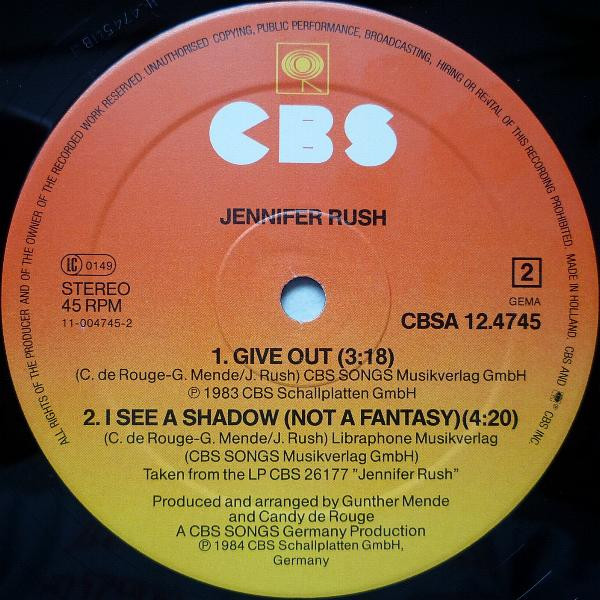 ALL RIGHTS OF THE PRODUCER AND OF THE OWNER OF THE RECORDED WORK RESERVED. UNAUTHORISED COPYING, PUBLIC PERFORMANCE, BROADCASTING, HIRING OR RENTAL OF THIS RECORDING PROHIBITED. MADE IN HOLLAND. CBS AND ® CBS INC.
CBS
JENNIFER RUSH
LC 0149
STEREO
45 RPM
11-004745-2
2
GEMA
CBSA 12.4745
1. GIVE OUT (3:18)
(C. de Rouge-G. Mende/J. Rush) CBS SONGS Musikverlag GmbH
℗ 1983 CBS Schallplatten GmbH
2. I SEE A SHADOW (NOT A FANTASY)(4:20)
(C. de Rouge-G. Mende/J. Rush) Libraphone Musikverlag
(CBS SONGS Musikverlag GmbH)
Taken from the LP CBS 26177 "Jennifer Rush"
Produced and arranged by Gunther Mende
and Candy de Rouge
A CBS SONGS Germany Production
℗ 1984 CBS Schallplatten GmbH,
Germany